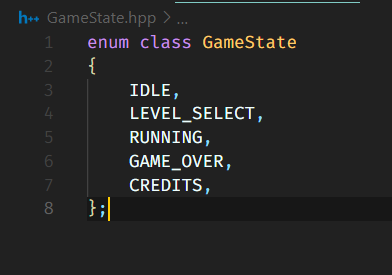 h++ GameState.hpp > ...
1 enum class GameState
2 {
3     IDLE,
4     LEVEL_SELECT,
5     RUNNING,
6     GAME_OVER,
7     CREDITS,
8 };